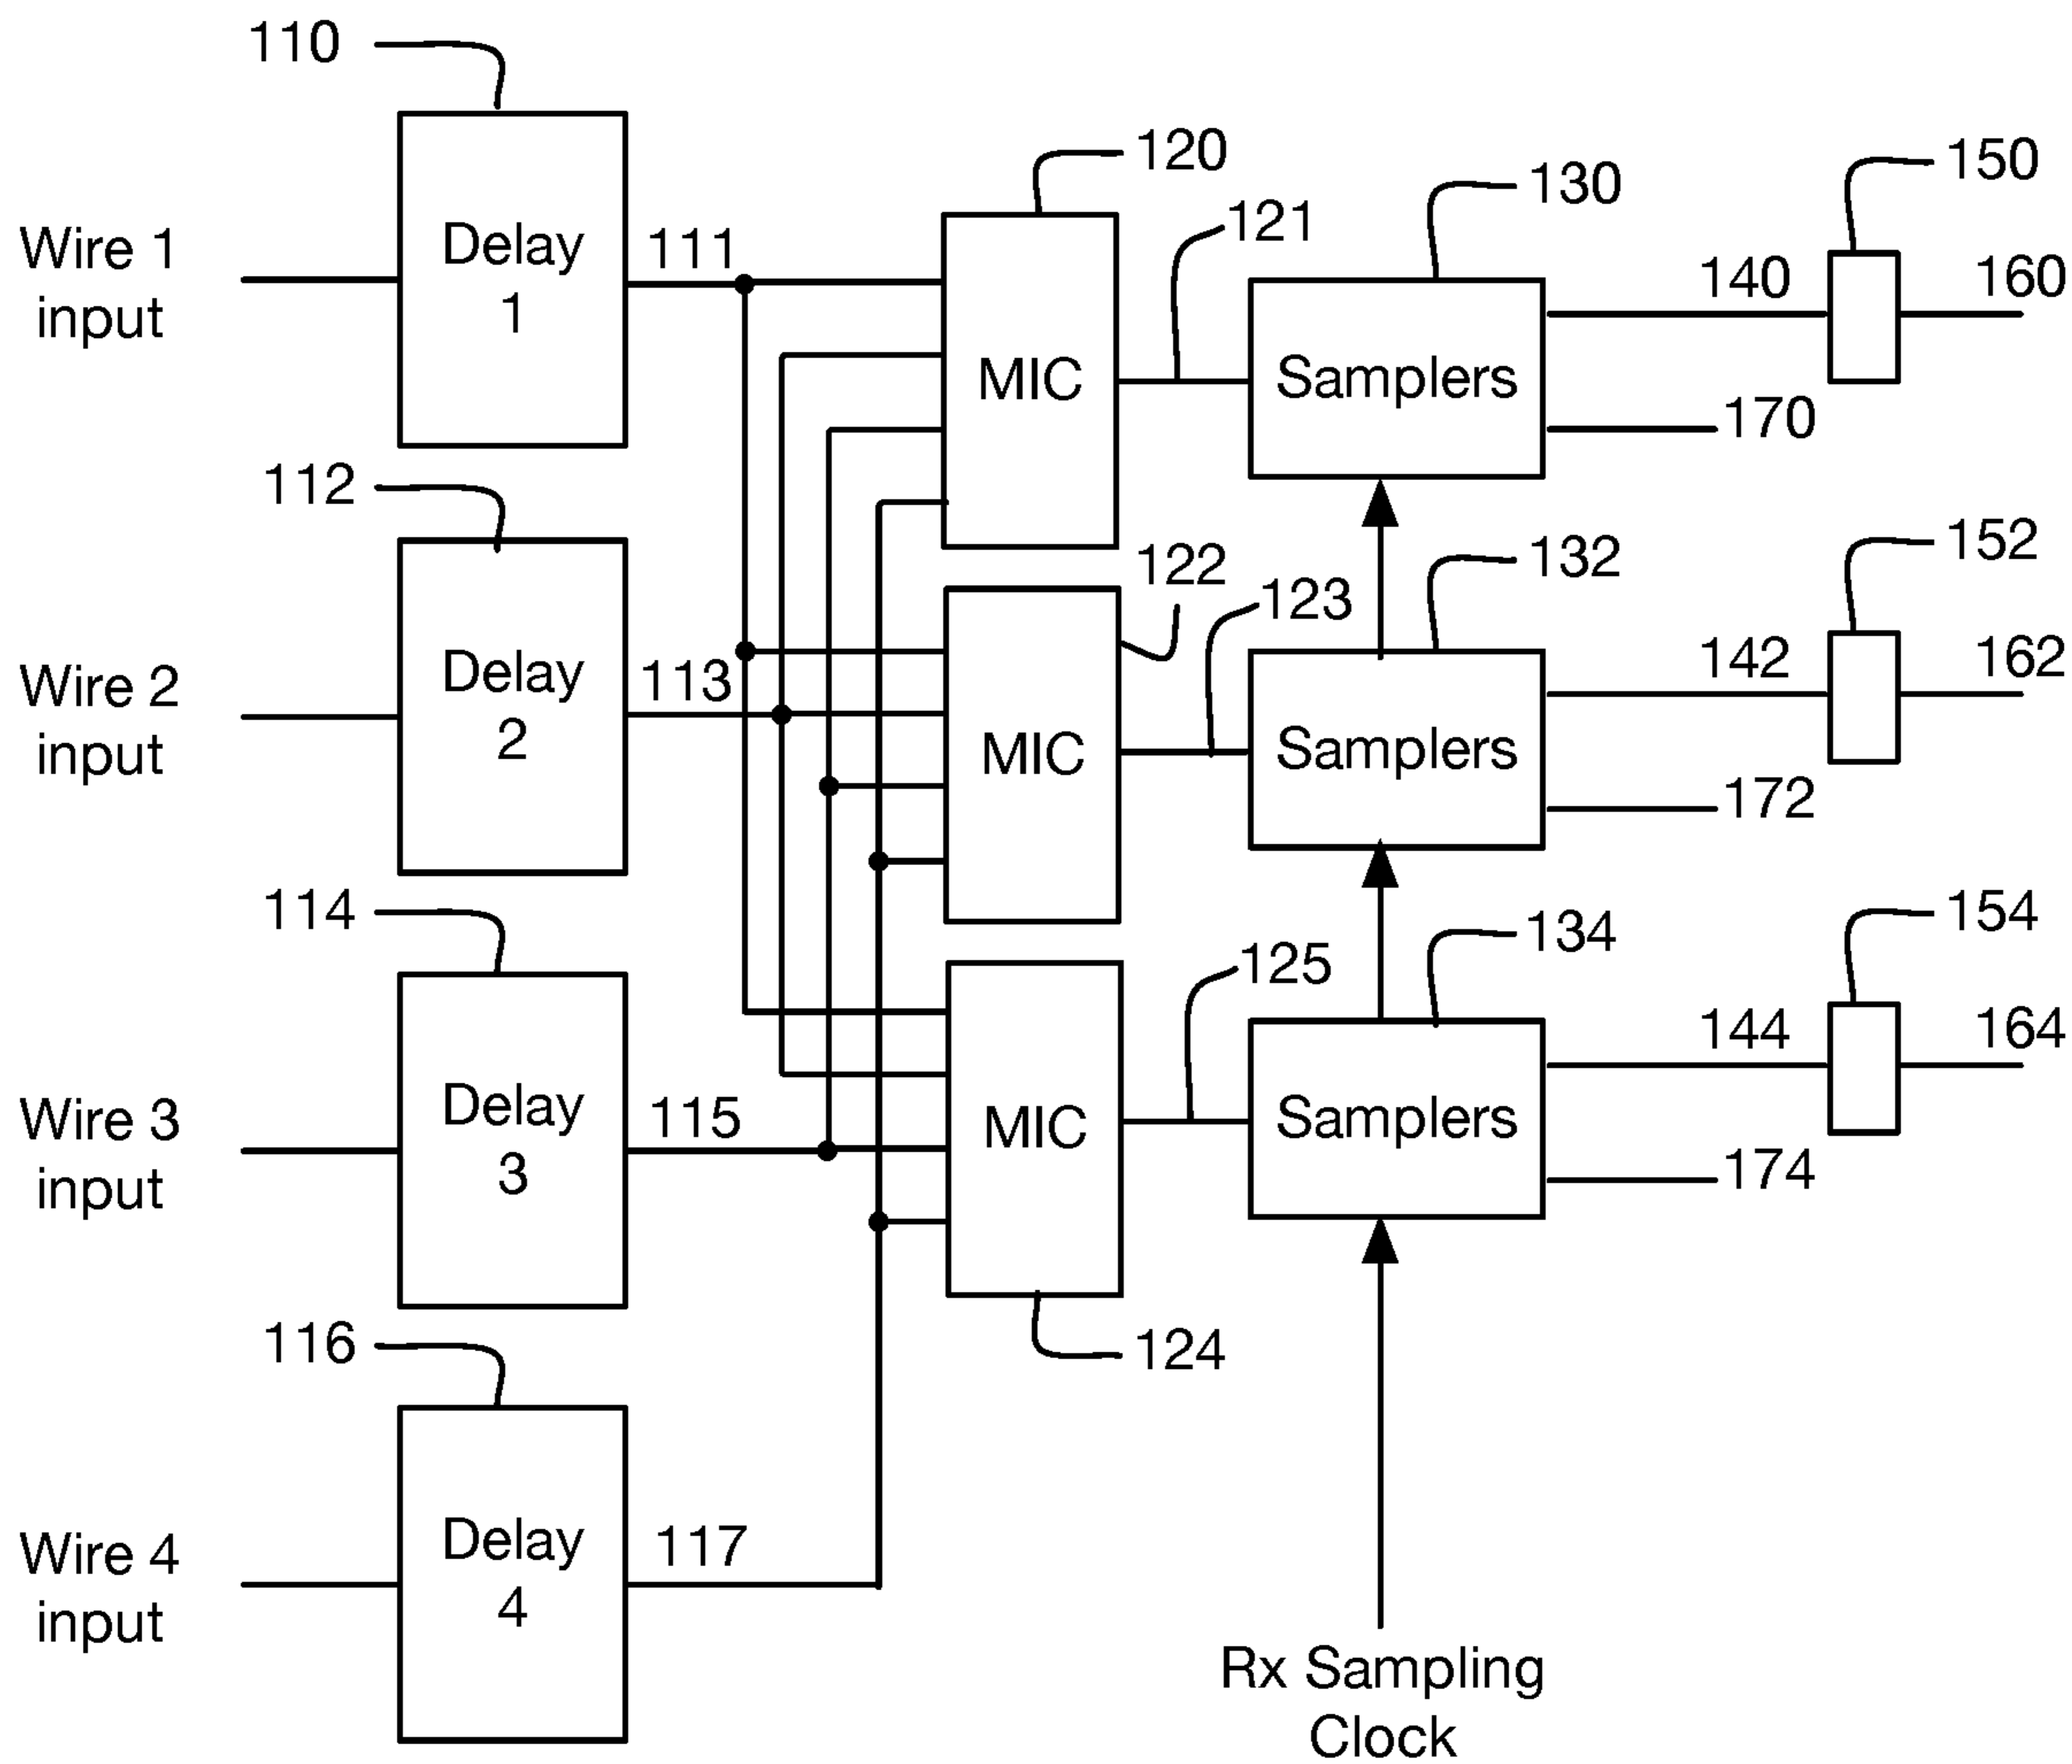 110
120
150
130
121
Wire 1
input
Delay
1
111
140
160
MIC
Samplers
170
112
122
132
152
123
Wire 2
input
Delay
2
113
142
162
MIC
Samplers
172
114
134
154
125
Wire 3
input
Delay
3
115
144
164
MIC
Samplers
174
116
124
Wire 4
input
Delay
4
117
Rx Sampling
Clock